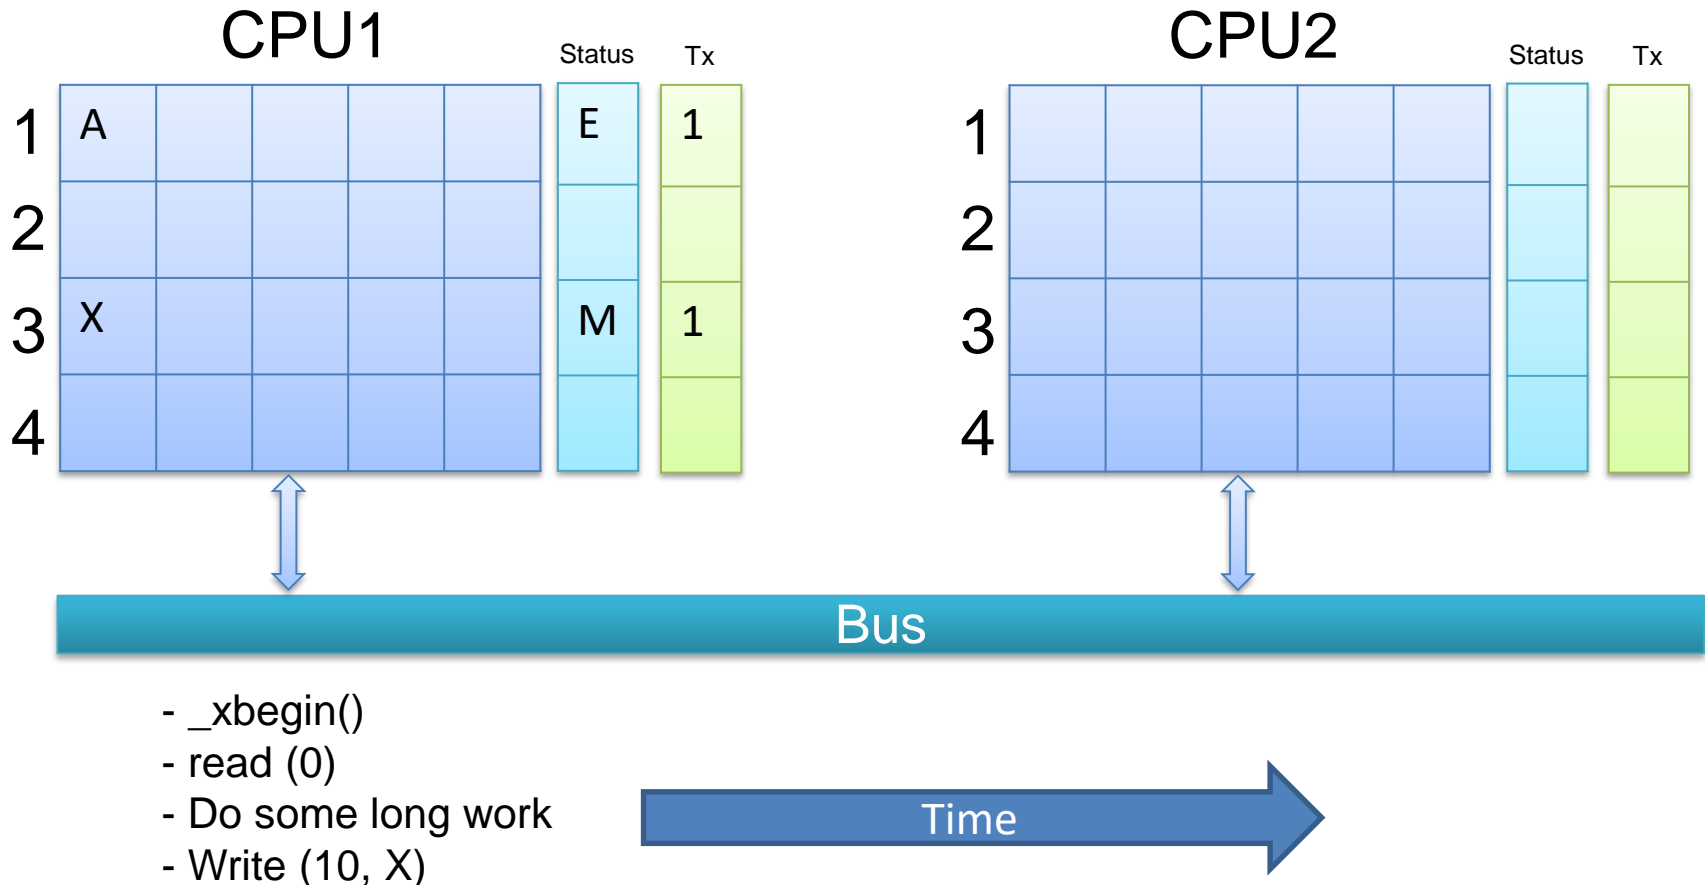 CPU1
Status
Tx
CPU2
Status
Tx
1 A E 1
1
2
2
3 X M 1
3
4
4
Bus
- _xbegin()
- read (0)
- Do some long work
- Write (10, X)
Time